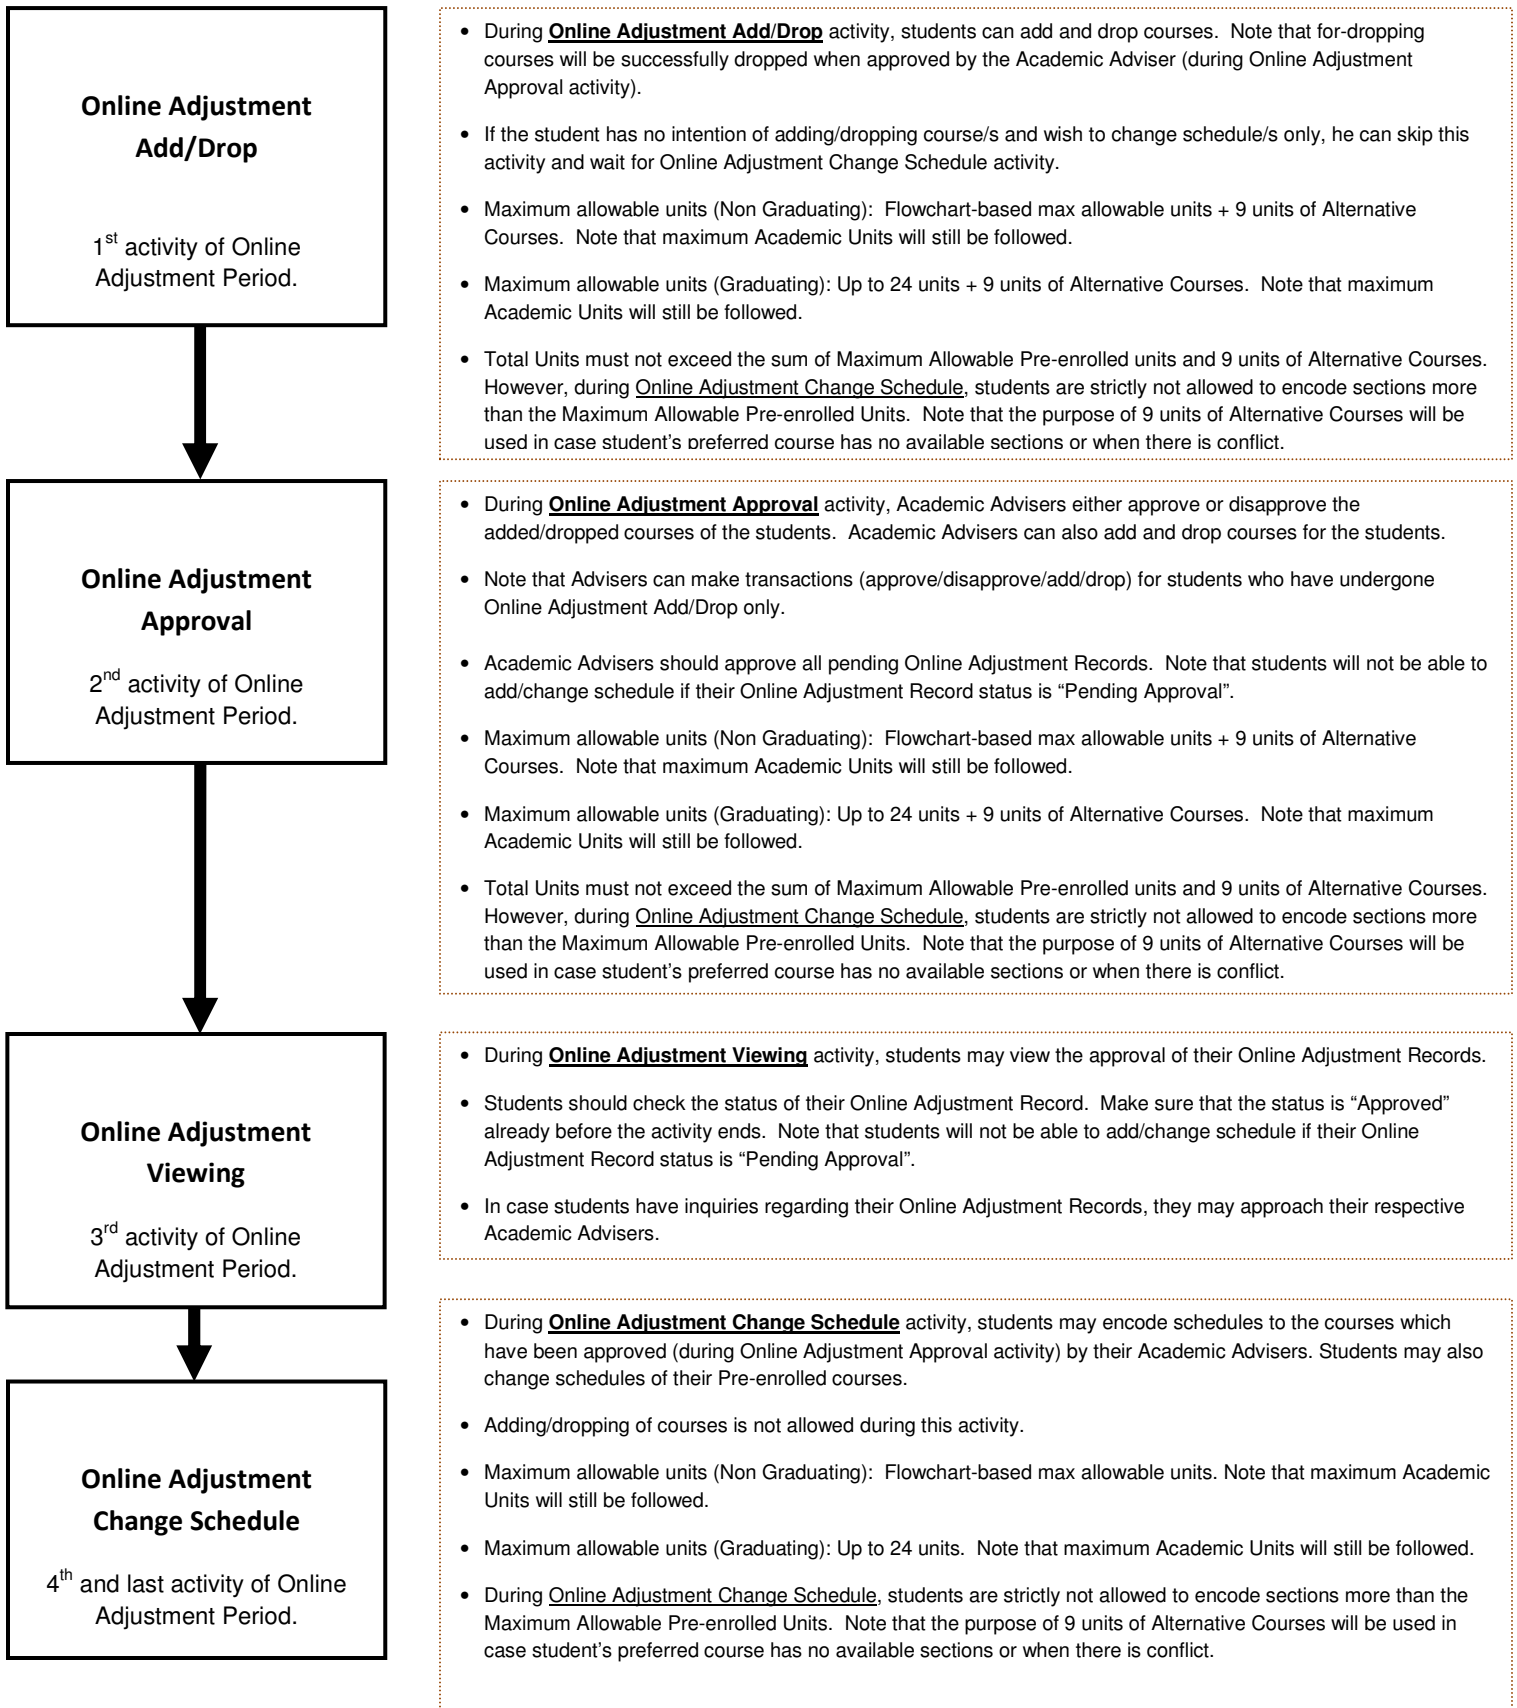 Online Adjustment
Add/Drop
1st activity of Online
Adjustment Period.
• During Online Adjustment Add/Drop activity, students can add and drop courses. Note that for-dropping
courses will be successfully dropped when approved by the Academic Adviser (during Online Adjustment
Approval activity).
• If the student has no intention of adding/dropping course/s and wish to change schedule/s only, he can skip this
activity and wait for Online Adjustment Change Schedule activity.
• Maximum allowable units (Non Graduating): Flowchart-based max allowable units + 9 units of Alternative
Courses. Note that maximum Academic Units will still be followed.
• Maximum allowable units (Graduating): Up to 24 units + 9 units of Alternative Courses. Note that maximum
Academic Units will still be followed.
• Total Units must not exceed the sum of Maximum Allowable Pre-enrolled units and 9 units of Alternative Courses.
However, during Online Adjustment Change Schedule, students are strictly not allowed to encode sections more
than the Maximum Allowable Pre-enrolled Units. Note that the purpose of 9 units of Alternative Courses will be
used in case student’s preferred course has no available sections or when there is conflict.
Online Adjustment
Approval
2nd activity of Online
Adjustment Period.
• During Online Adjustment Approval activity, Academic Advisers either approve or disapprove the
added/dropped courses of the students. Academic Advisers can also add and drop courses for the students.
• Note that Advisers can make transactions (approve/disapprove/add/drop) for students who have undergone
Online Adjustment Add/Drop only.
• Academic Advisers should approve all pending Online Adjustment Records. Note that students will not be able to
add/change schedule if their Online Adjustment Record status is “Pending Approval”.
• Maximum allowable units (Non Graduating): Flowchart-based max allowable units + 9 units of Alternative
Courses. Note that maximum Academic Units will still be followed.
• Maximum allowable units (Graduating): Up to 24 units + 9 units of Alternative Courses. Note that maximum
Academic Units will still be followed.
• Total Units must not exceed the sum of Maximum Allowable Pre-enrolled units and 9 units of Alternative Courses.
However, during Online Adjustment Change Schedule, students are strictly not allowed to encode sections more
than the Maximum Allowable Pre-enrolled Units. Note that the purpose of 9 units of Alternative Courses will be
used in case student’s preferred course has no available sections or when there is conflict.
Online Adjustment
Viewing
3rd activity of Online
Adjustment Period.
• During Online Adjustment Viewing activity, students may view the approval of their Online Adjustment Records.
• Students should check the status of their Online Adjustment Record. Make sure that the status is “Approved”
already before the activity ends. Note that students will not be able to add/change schedule if their Online
Adjustment Record status is “Pending Approval”.
• In case students have inquiries regarding their Online Adjustment Records, they may approach their respective
Academic Advisers.
Online Adjustment
Change Schedule
4th and last activity of Online
Adjustment Period.
• During Online Adjustment Change Schedule activity, students may encode schedules to the courses which
have been approved (during Online Adjustment Approval activity) by their Academic Advisers. Students may also
change schedules of their Pre-enrolled courses.
• Adding/dropping of courses is not allowed during this activity.
• Maximum allowable units (Non Graduating): Flowchart-based max allowable units. Note that maximum Academic
Units will still be followed.
• Maximum allowable units (Graduating): Up to 24 units. Note that maximum Academic Units will still be followed.
• During Online Adjustment Change Schedule, students are strictly not allowed to encode sections more than the
Maximum Allowable Pre-enrolled Units. Note that the purpose of 9 units of Alternative Courses will be used in
case student’s preferred course has no available sections or when there is conflict.